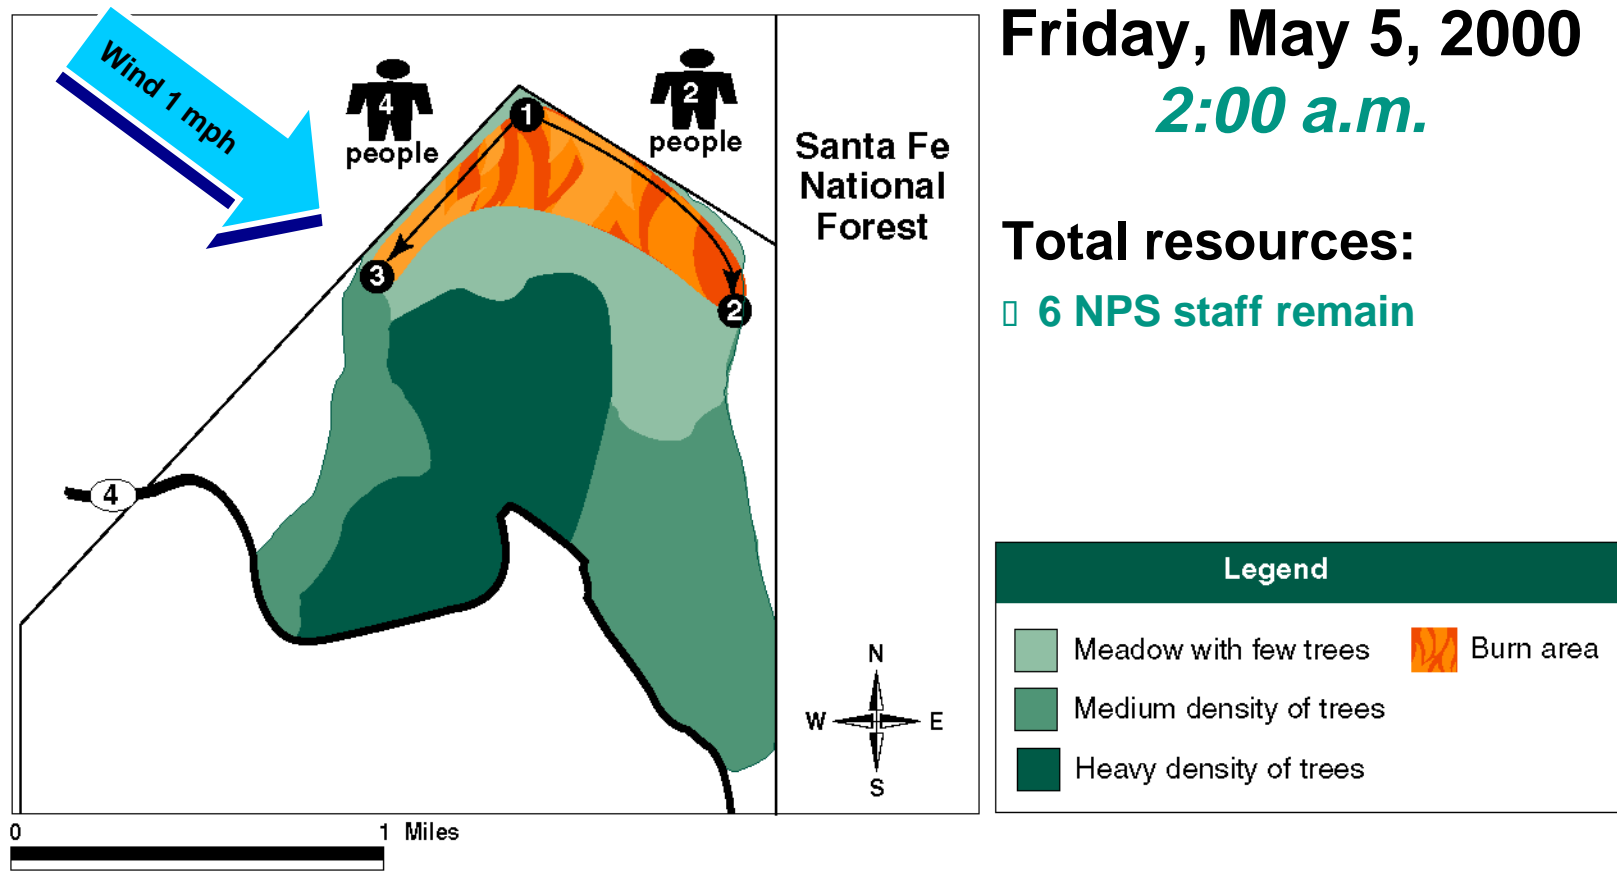 Friday, May 5, 2000
2:00 a.m.
Wind 1 mph
4
people
2
people
1
3
2
Santa Fe
National
Forest
4
N
W E
S
0 1 Miles
Total resources:
▯ 6 NPS staff remain
Legend
Meadow with few trees
Burn area
Medium density of trees
Heavy density of trees